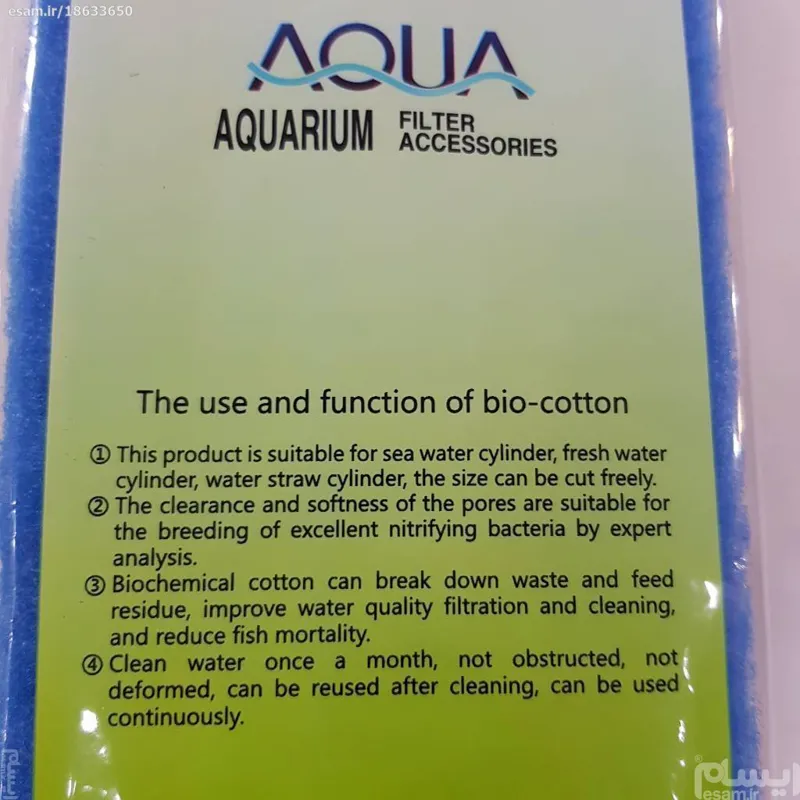 esam.ir/18633650
AQUA
AQUARIUM FILTER
ACCESSORIES
The use and function of bio-cotton
① This product is suitable for sea water cylinder, fresh water
cylinder, water straw cylinder, the size can be cut freely.
② The clearance and softness of the pores are suitable for
the breeding of excellent nitrifying bacteria by expert
analysis.
③ Biochemical cotton can break down waste and feed
residue, improve water quality filtration and cleaning,
and reduce fish mortality.
④ Clean water once a month, not obstructed, not
deformed, can be reused after cleaning, can be used
continuously.
ایسام
esam.ir